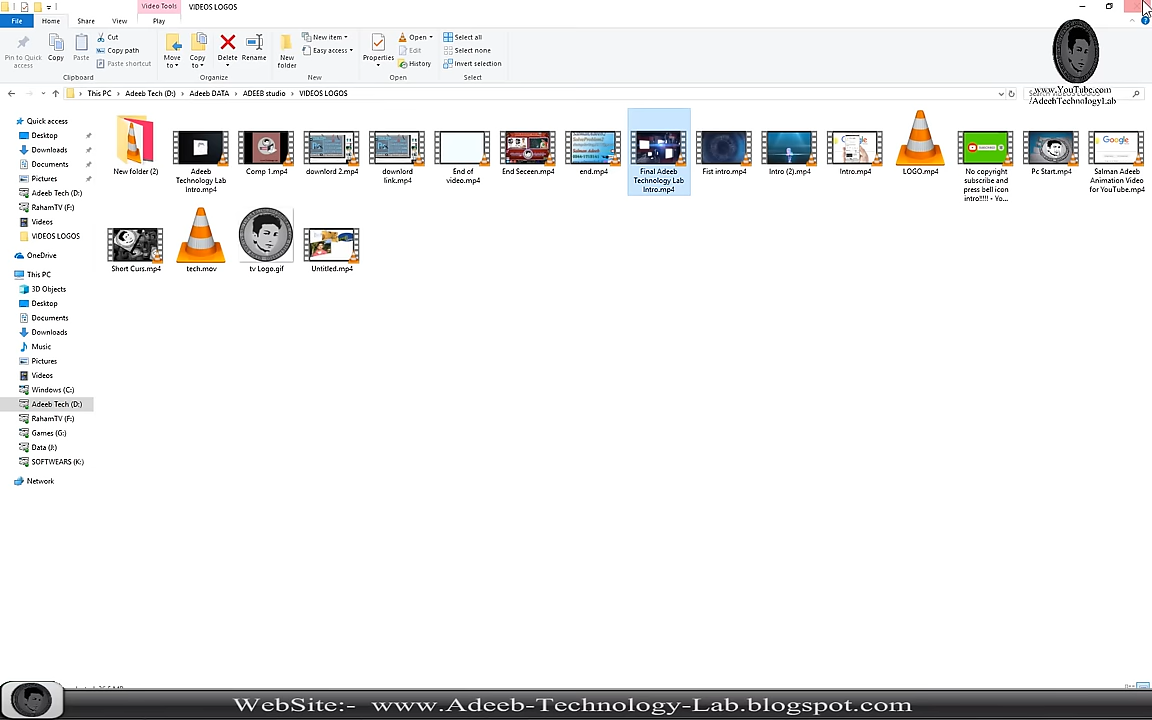 Video Tools
VIDEOS LOGOS
File
Home
Share
View
Play
Pin to Quick access
Copy
Paste
Cut
Copy path
Paste shortcut
Clipboard
Move to
Copy to
Delete
Rename
Organize
New folder
New item
Easy access
New
Properties
Open
Edit
History
Open
Select all
Select none
Invert selection
Select
This PC
Adeeb Tech (D:)
Adeeb DATA
ADEEB studio
VIDEOS LOGOS
www.YouTube.com
/AdeebTechnologyLab
Quick access
Desktop
Downloads
Documents
Pictures
Adeeb Tech (D:)
RahamTV (F:)
Videos
VIDEOS LOGOS
OneDrive
This PC
3D Objects
Desktop
Documents
Downloads
Music
Pictures
Videos
Windows (C:)
Adeeb Tech (D:)
RahamTV (F:)
Games (G:)
Data (J:)
SOFTWEARS (K:)
Network
New folder (2)
Adeeb
Technology Lab
Intro.mp4
Comp 1.mp4
downlord 2.mp4
downlord
link.mp4
End of
video.mp4
End Seceen.mp4
end.mp4
Final Adeeb
Technology Lab
Intro.mp4
Fist intro.mp4
Intro (2).mp4
Intro.mp4
LOGO.mp4
No copyright
subscribe and
press bell icon
intro!!!!! - Yo...
Pc Start.mp4
Salman Adeeb
Animation Video
for YouTube.mp4
Short Curs.mp4
tech.mov
tv Logo.gif
Untitled.mp4
WebSite:- www.Adeeb-Technology-Lab.blogspot.com